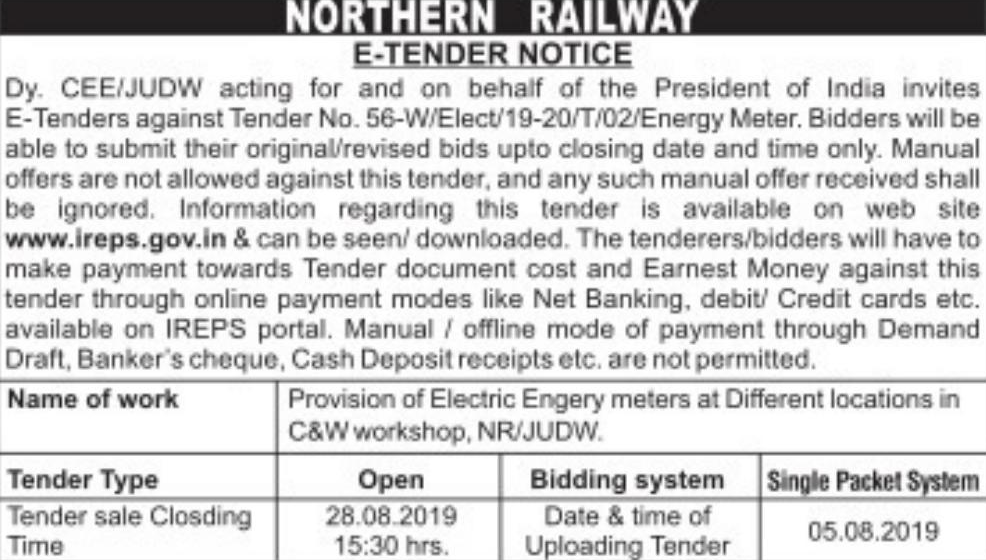 NORTHERN RAILWAY
E-TENDER NOTICE
Dy. CEE/JUDW acting for and on behalf of the President of India invites
E-Tenders against Tender No. 56-W/Elect/19-20/T/02/Energy Meter. Bidders will be
able to submit their original/revised bids upto closing date and time only. Manual
offers are not allowed against this tender, and any such manual offer received shall
be ignored. Information regarding this tender is available on web site
www.ireps.gov.in & can be seen/ downloaded. The tenderers/bidders will have to
make payment towards Tender document cost and Earnest Money against this
tender through online payment modes like Net Banking, debit/ Credit cards etc.
available on IREPS portal. Manual / offline mode of payment through Demand
Draft, Banker's cheque, Cash Deposit receipts etc. are not permitted.
Name of work Provision of Electric Engery meters at Different locations in
C&W workshop, NR/JUDW.
Tender Type Open Bidding system Single Packet System
Tender sale Closding 28.08.2019 Date & time of 05.08.2019
Time 15:30 hrs. Uploading Tender